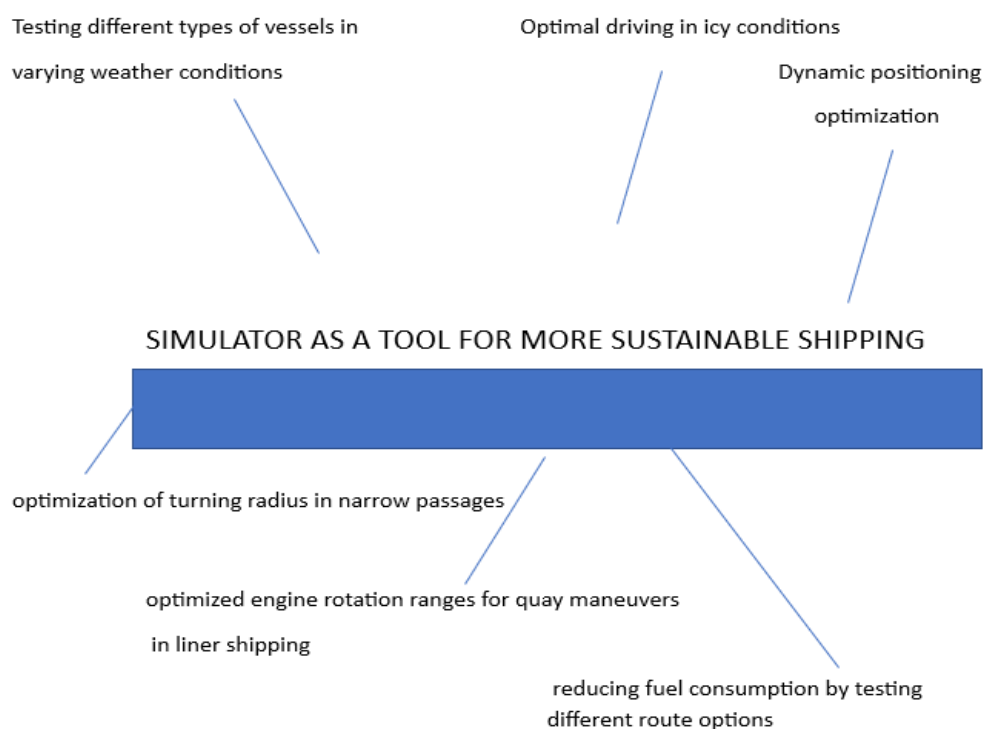 Testing different types of vessels in
varying weather conditions
Optimal driving in icy conditions
Dynamic positioning
optimization
SIMULATOR AS A TOOL FOR MORE SUSTAINABLE SHIPPING
optimization of turning radius in narrow passages
optimized engine rotation ranges for quay maneuvers
in liner shipping
reducing fuel consumption by testing
different route options